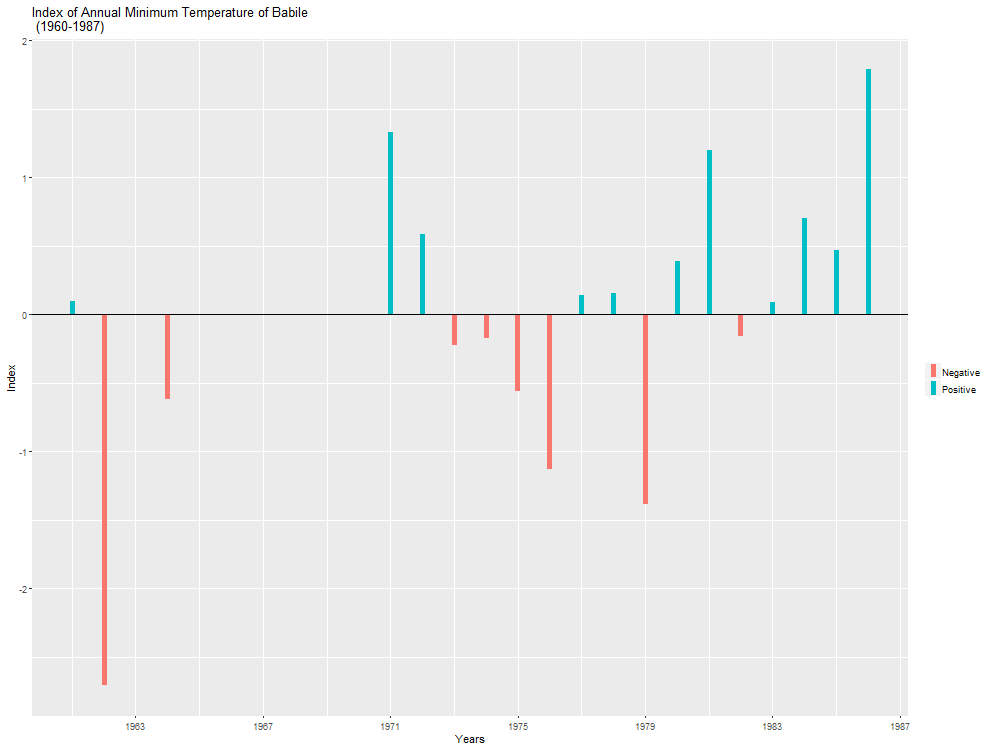 Index of Annual Minimum Temperature of Babile
(1960-1987)
2
1
0
-1
-2
Index
1963 1967 1971 1975 1979 1983 1987
Years
Negative
Positive